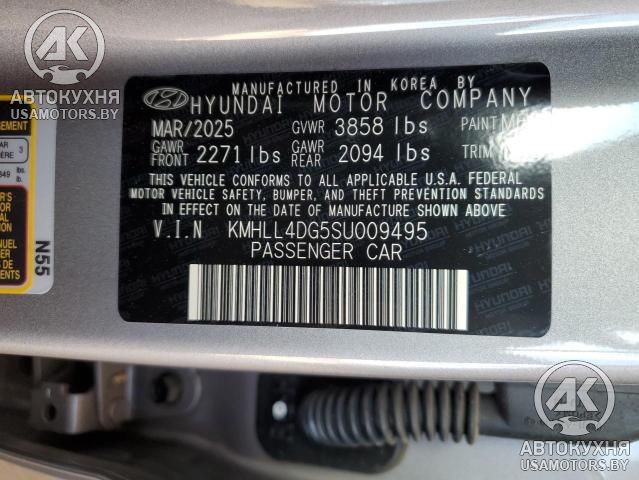 MANUFACTURED IN KOREA BY
HYUNDAI MOTOR COMPANY
MAR/2025 GVWR 3858 lbs PAINT
GAWR FRONT 2271 lbs GAWR REAR 2094 lbs TRIM
THIS VEHICLE CONFORMS TO ALL APPLICABLE U.S.A. FEDERAL
MOTOR VEHICLE SAFETY, BUMPER, AND THEFT PREVENTION STANDARDS
IN EFFECT ON THE DATE OF MANUFACTURE SHOWN ABOVE
V.I.N KMHLL4DG5SU009495
PASSENGER CAR
N55
АК
АВТОКУХНЯ
USAMOTORS.BY
АК
АВТОКУХНЯ
USAMOTORS.BY